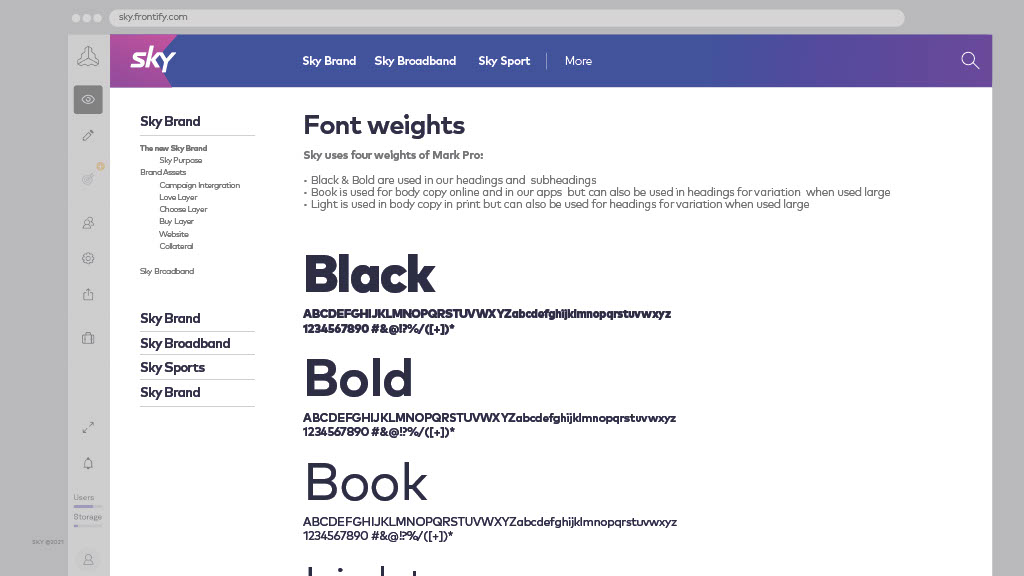 sky.frontify.com
sky
Sky Brand
Sky Broadband
Sky Sport
More
Sky Brand
The new Sky Brand
Sky Purpose
Brand Assets
Campaign Intergration
Love Layer
Choose Layer
Buy Layer
Website
Collateral
Sky Broadband
Sky Brand
Sky Broadband
Sky Sports
Sky Brand
Users
Storage
SKY @2021
Font weights
Sky uses four weights of Mark Pro:
• Black & Bold are used in our headings and subheadings
• Book is used for body copy online and in our apps but can also be used in headings for variation when used large
• Light is used in body copy in print but can also be used for headings for variation when used large
Black
ABCDEFGHIJKLMNOPQRSTUVWXYZabcdefghijklmnopqrstuvwxyz
1234567890 #&@!?%/([+])*
Bold
ABCDEFGHIJKLMNOPQRSTUVWXYZabcdefghijklmnopqrstuvwxyz
1234567890 #&@!?%/([+])*
Book
ABCDEFGHIJKLMNOPQRSTUVWXYZabcdefghijklmnopqrstuvwxyz
1234567890 #&@!?%/([+])*